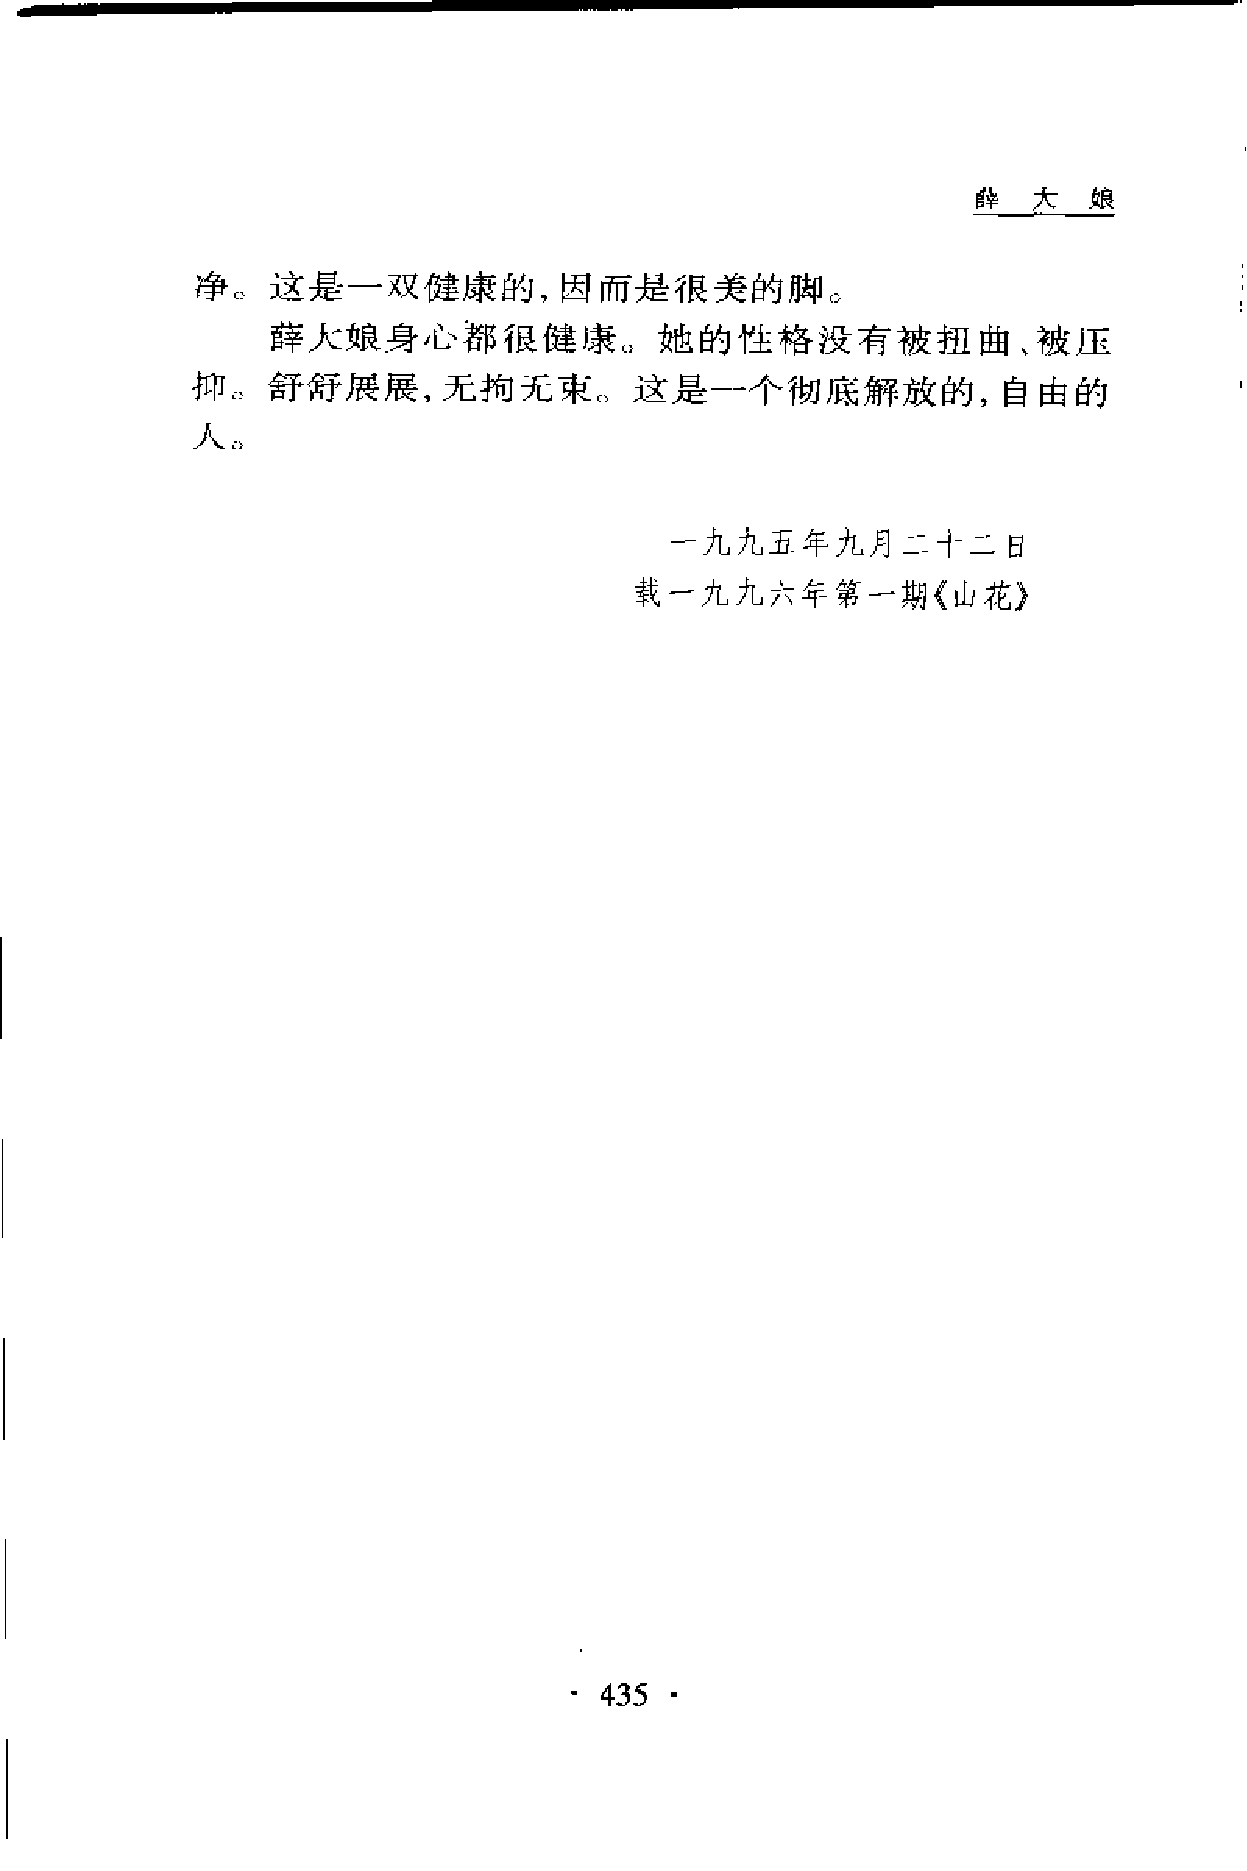 薛大娘
净。这是一双健康的,因而是很美的脚。
薛大娘身心都很健康。她的性格没有被扭曲、被压
抑。舒舒展展,无拘无束。这是一个彻底解放的,自由的
人。
一九九五年九月二十二日
载一九九六年第一期《山花》
· 435 ·